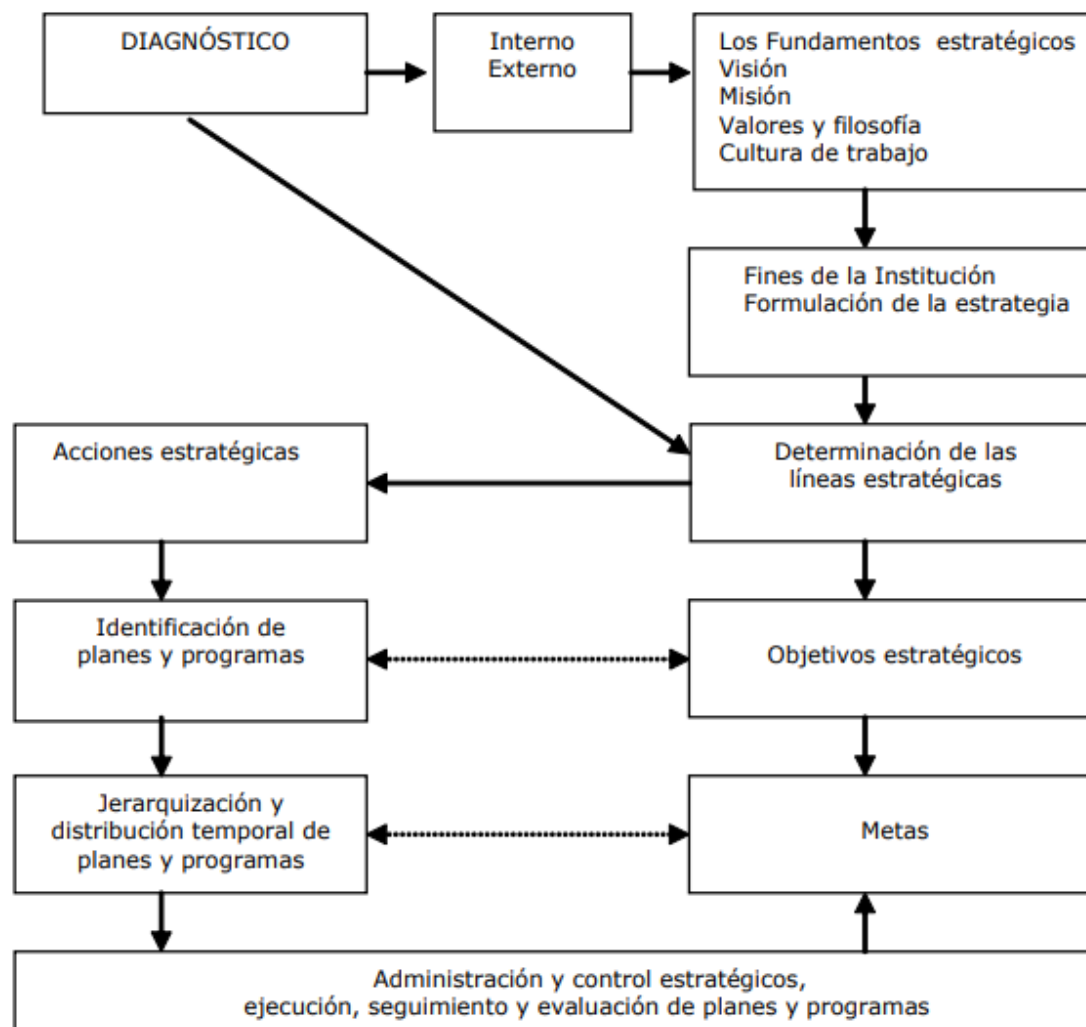 DIAGNÓSTICO
Interno
Externo
Los Fundamentos estratégicos
Visión
Misión
Valores y filosofía
Cultura de trabajo
Fines de la Institución
Formulación de la estrategia
Acciones estratégicas
Determinación de las
líneas estratégicas
Identificación de
planes y programas
Objetivos estratégicos
Jerarquización y
distribución temporal de
planes y programas
Metas
Administración y control estratégicos,
ejecución, seguimiento y evaluación de planes y programas